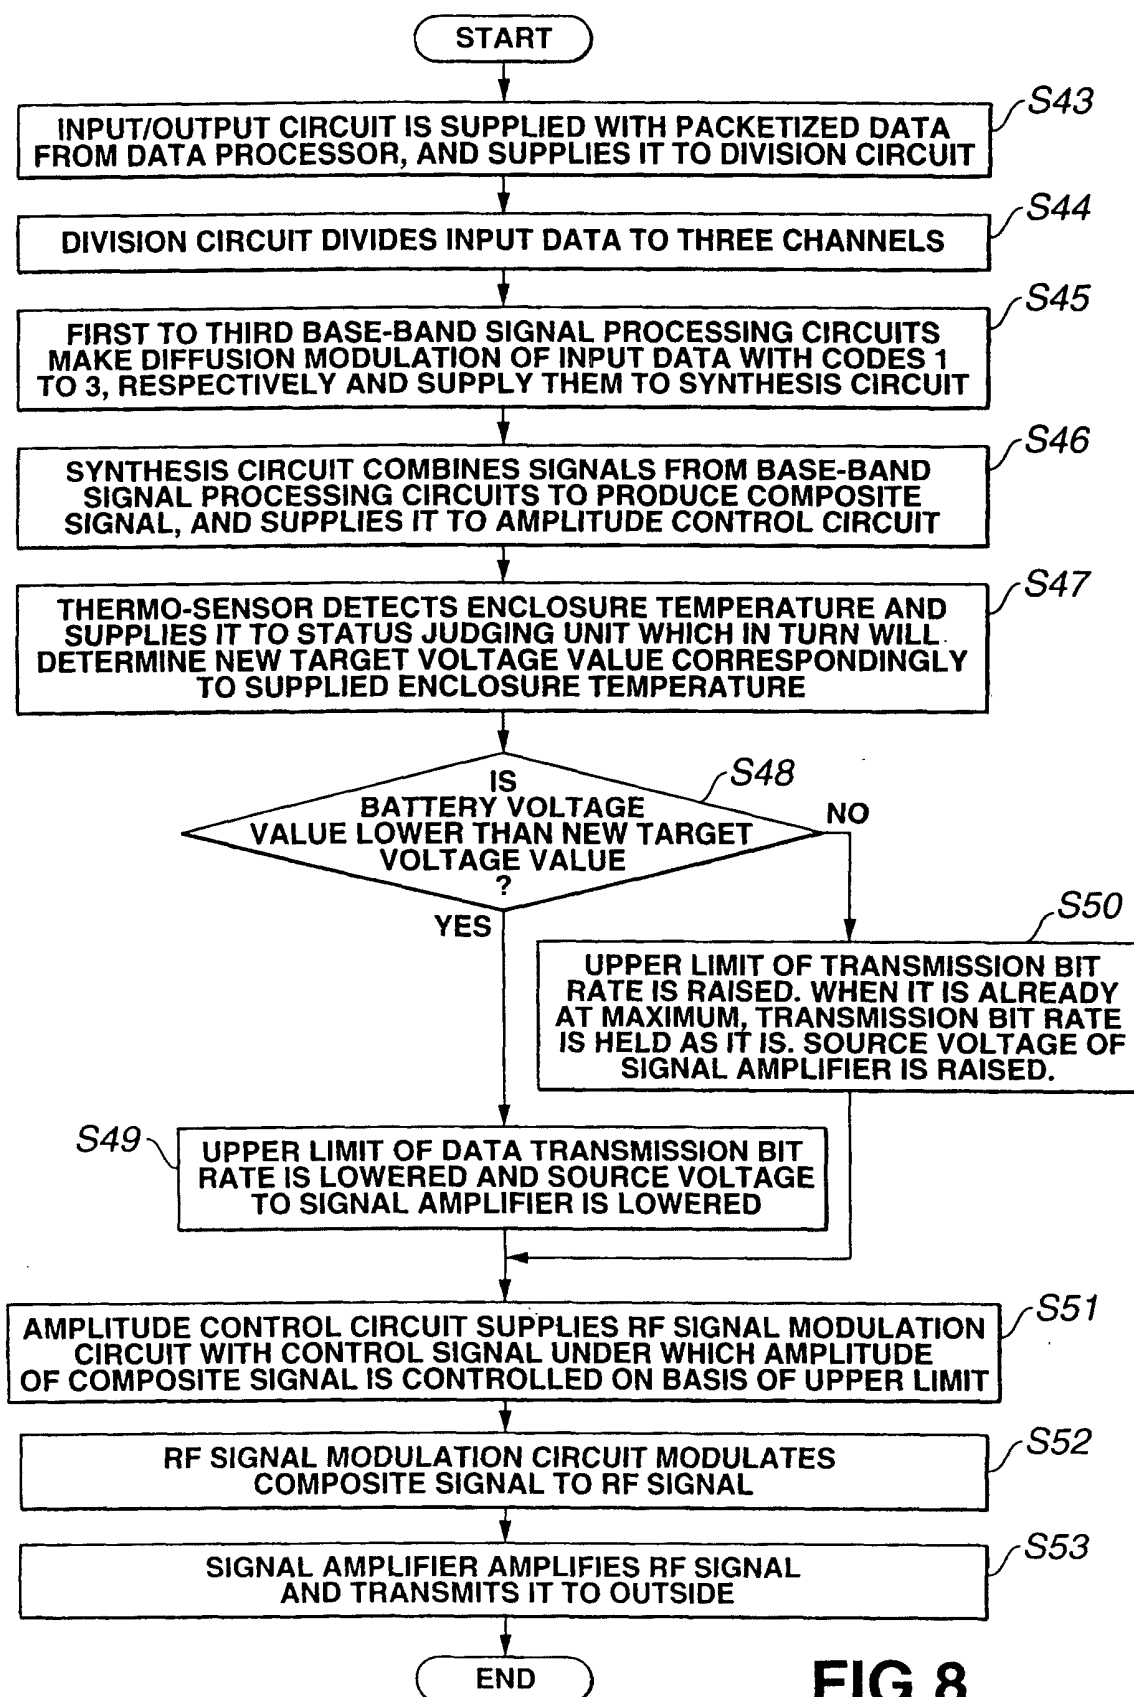 START
S43
INPUT/OUTPUT CIRCUIT IS SUPPLIED WITH PACKETIZED DATA
FROM DATA PROCESSOR, AND SUPPLIES IT TO DIVISION CIRCUIT
S44
DIVISION CIRCUIT DIVIDES INPUT DATA TO THREE CHANNELS
S45
FIRST TO THIRD BASE-BAND SIGNAL PROCESSING CIRCUITS
MAKE DIFFUSION MODULATION OF INPUT DATA WITH CODES 1
TO 3, RESPECTIVELY AND SUPPLY THEM TO SYNTHESIS CIRCUIT
S46
SYNTHESIS CIRCUIT COMBINES SIGNALS FROM BASE-BAND
SIGNAL PROCESSING CIRCUITS TO PRODUCE COMPOSITE
SIGNAL, AND SUPPLIES IT TO AMPLITUDE CONTROL CIRCUIT
S47
THERMO-SENSOR DETECTS ENCLOSURE TEMPERATURE AND
SUPPLIES IT TO STATUS JUDGING UNIT WHICH IN TURN WILL
DETERMINE NEW TARGET VOLTAGE VALUE CORRESPONDINGLY
TO SUPPLIED ENCLOSURE TEMPERATURE
S48
IS
BATTERY VOLTAGE
VALUE LOWER THAN NEW TARGET
VOLTAGE VALUE
?
NO
YES
S50
UPPER LIMIT OF TRANSMISSION BIT
RATE IS RAISED. WHEN IT IS ALREADY
AT MAXIMUM, TRANSMISSION BIT RATE
IS HELD AS IT IS. SOURCE VOLTAGE OF
SIGNAL AMPLIFIER IS RAISED.
S49
UPPER LIMIT OF DATA TRANSMISSION BIT
RATE IS LOWERED AND SOURCE VOLTAGE
TO SIGNAL AMPLIFIER IS LOWERED
S51
AMPLITUDE CONTROL CIRCUIT SUPPLIES RF SIGNAL MODULATION
CIRCUIT WITH CONTROL SIGNAL UNDER WHICH AMPLITUDE
OF COMPOSITE SIGNAL IS CONTROLLED ON BASIS OF UPPER LIMIT
S52
RF SIGNAL MODULATION CIRCUIT MODULATES
COMPOSITE SIGNAL TO RF SIGNAL
S53
SIGNAL AMPLIFIER AMPLIFIES RF SIGNAL
AND TRANSMITS IT TO OUTSIDE
END
FIG.8